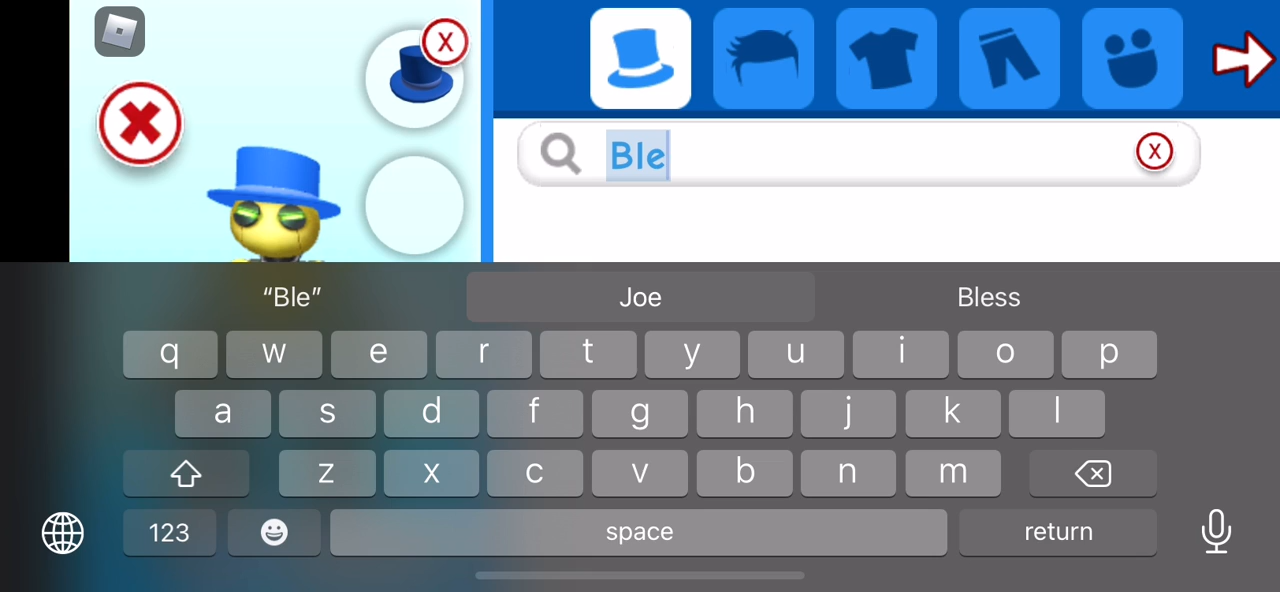 X
X
Ble
“Ble” Joe Bless
q w e r t y u i o p
a s d f g h j k l
z x c v b n m
123 space return